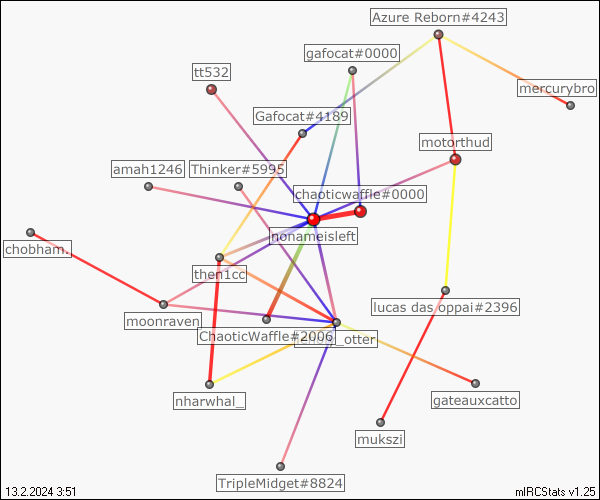 Azure Reborn#4243
gafocat#0000
tt532
mercurybro
Gafocat#4189
motorthud
amah1246
Thinker#5995
chaoticwaffle#0000
nonameisleft
chobham.
then1cc
lucas das oppai#2396
moonraven
ChaoticWaffle#2006
_otter
nharwhal_
gateauxcatto
mukszi
TripleMidget#8824
13.2.2024 3:51
mIRCStats v1.25